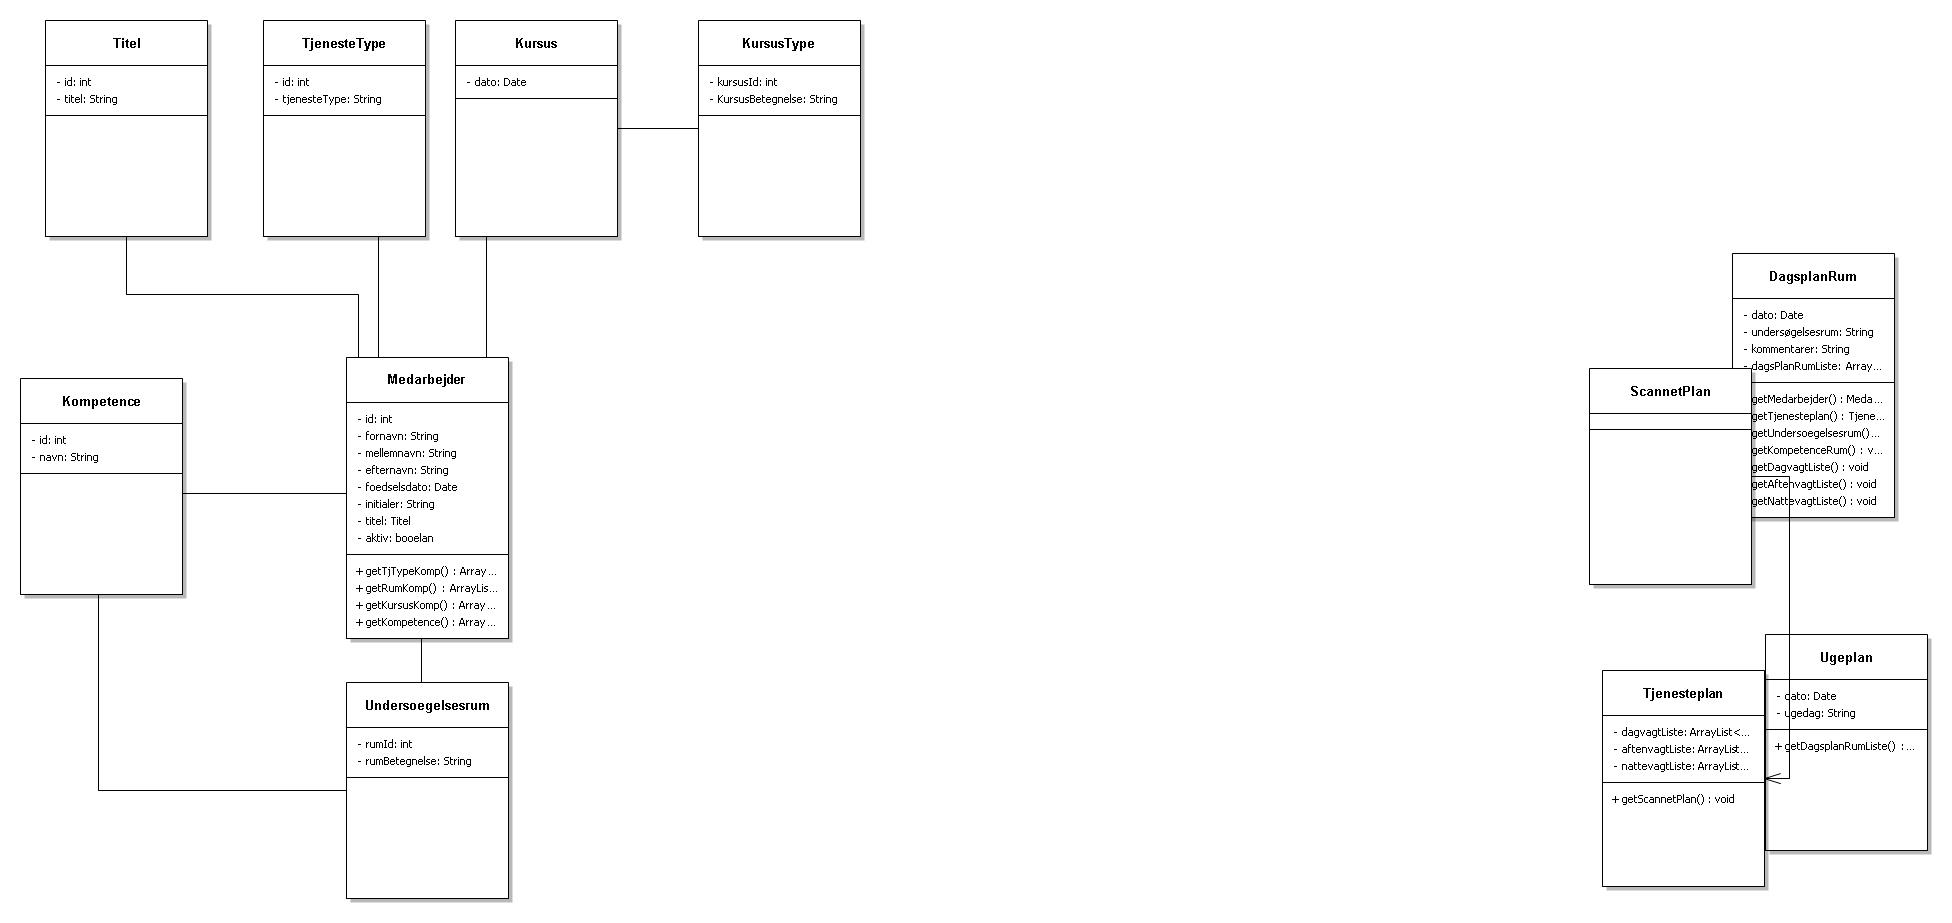 Titel
- id: int
- titel: String
TjenesteType
- id: int
- tjenesteType: String
Kursus
- dato: Date
KursusType
- kursusId: int
- KursusBetegnelse: String
Kompetence
- id: int
- navn: String
Medarbejder
- id: int
- fornavn: String
- mellemnavn: String
- efternavn: String
- foedselsdato: Date
- initialer: String
- titel: Titel
- aktiv: booelan
+ getTjTypeKomp() : Array...
+ getRumKomp() : ArrayLis...
+ getKursusKomp() : Array...
+ getKompetence() : Array...
Undersoegelsesrum
- rumId: int
- rumBetegnelse: String
DagsplanRum
- dato: Date
- undersøgelsesrum: String
- kommentarer: String
- dagsPlanRumListe: Array...
getMedarbejder() : Meda...
getTjenesteplan() : Tjene...
getUndersoegelsesrum()...
getKompetenceRum() : v...
getDagvagtListe() : void
getAftenvagtListe() : void
getNattevagtListe() : void
ScannetPlan
Ugeplan
- dato: Date
- ugedag: String
+ getDagsplanRumListe() : ...
Tjenesteplan
- dagvagtListe: ArrayList<...
- aftenvagtListe: ArrayList...
- nattevagtListe: ArrayList...
+ getScannetPlan() : void